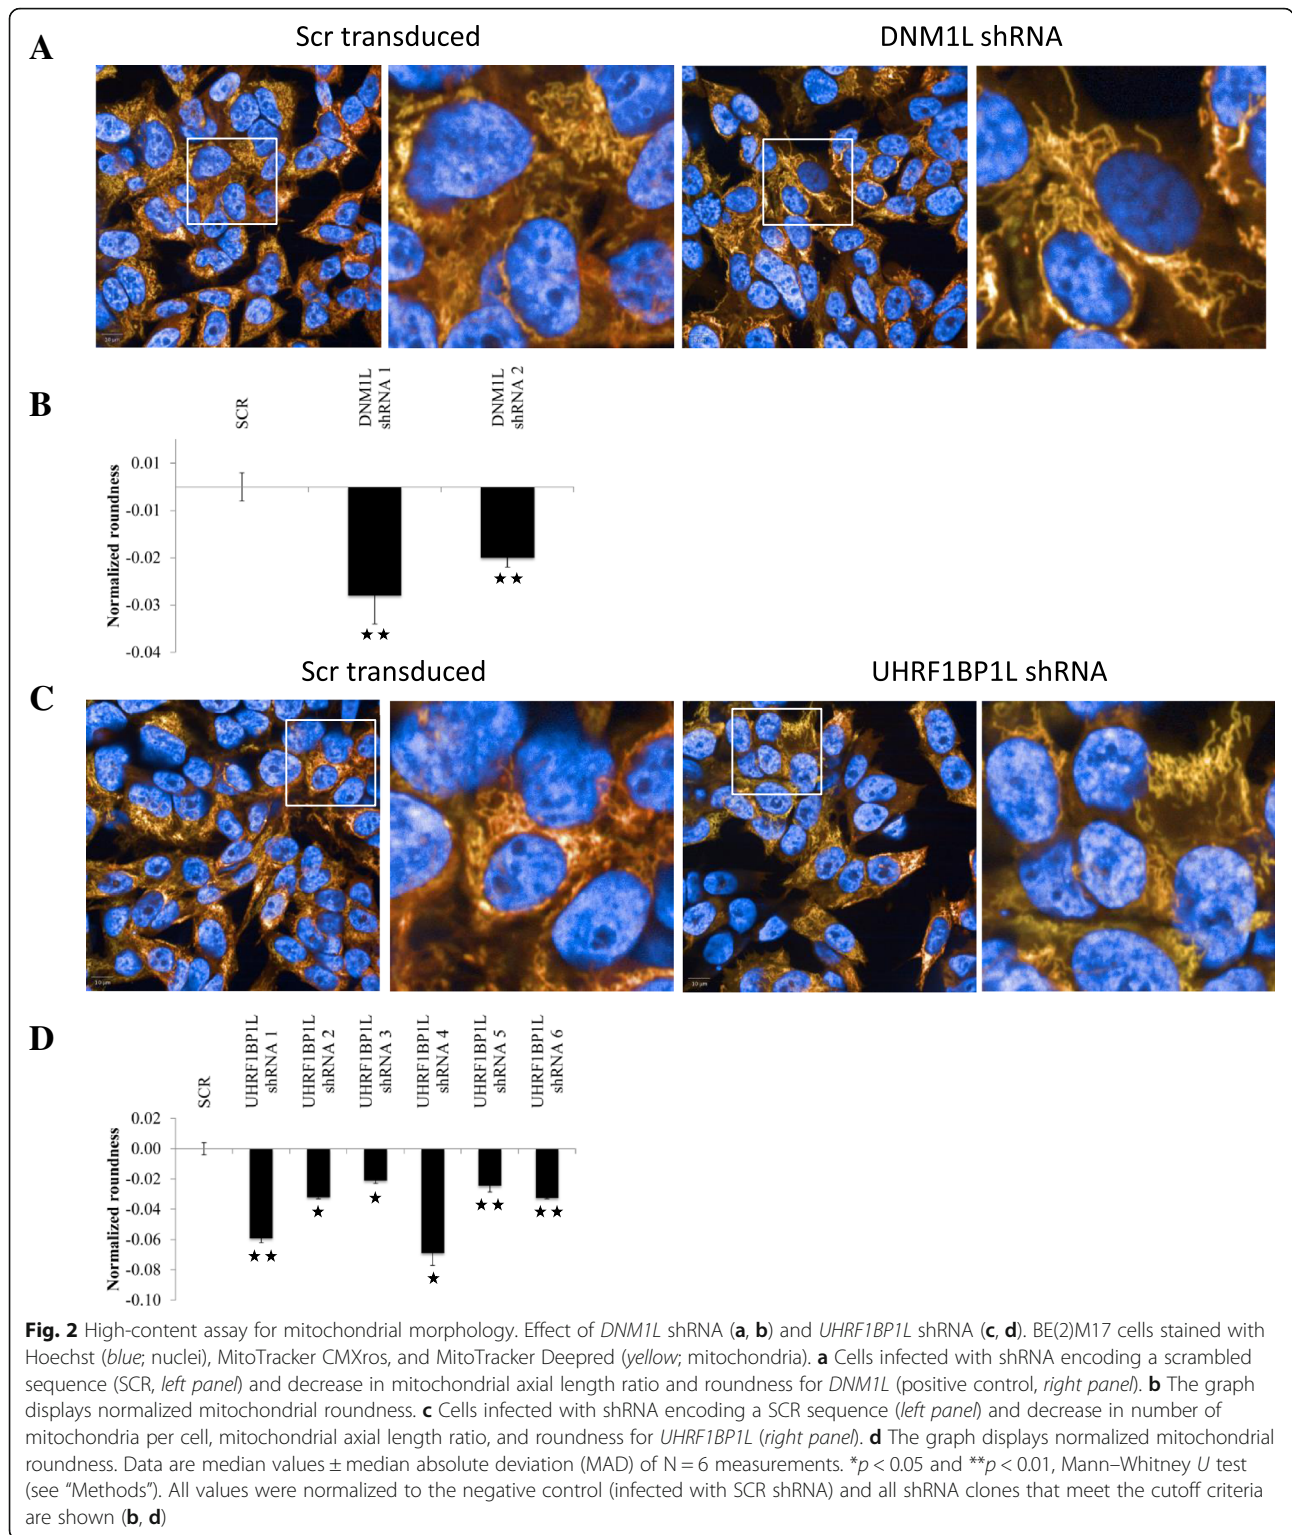 A
Scr transduced
DNM1L shRNA
10 µm
B
SCR
DNM1L
shRNA 1
DNM1L
shRNA 2
Normalized roundness
0.01
-0.01
-0.02
-0.03
-0.04
★★
★★
C
Scr transduced
UHRF1BP1L shRNA
10 µm
10 µm
D
SCR
UHRF1BP1L
shRNA 1
UHRF1BP1L
shRNA 2
UHRF1BP1L
shRNA 3
UHRF1BP1L
shRNA 4
UHRF1BP1L
shRNA 5
UHRF1BP1L
shRNA 6
Normalized roundness
0.02
0.00
-0.02
-0.04
-0.06
-0.08
-0.10
★★
★
★
★
★★
★★
Fig. 2 High-content assay for mitochondrial morphology. Effect of DNM1L shRNA (a, b) and UHRF1BP1L shRNA (c, d). BE(2)M17 cells stained with
Hoechst (blue; nuclei), MitoTracker CMXros, and MitoTracker Deepred (yellow; mitochondria). a Cells infected with shRNA encoding a scrambled
sequence (SCR, left panel) and decrease in mitochondrial axial length ratio and roundness for DNM1L (positive control, right panel). b The graph
displays normalized mitochondrial roundness. c Cells infected with shRNA encoding a SCR sequence (left panel) and decrease in number of
mitochondria per cell, mitochondrial axial length ratio, and roundness for UHRF1BP1L (right panel). d The graph displays normalized mitochondrial
roundness. Data are median values ± median absolute deviation (MAD) of N = 6 measurements. *p < 0.05 and **p < 0.01, Mann–Whitney U test
(see “Methods”). All values were normalized to the negative control (infected with SCR shRNA) and all shRNA clones that meet the cutoff criteria
are shown (b, d)